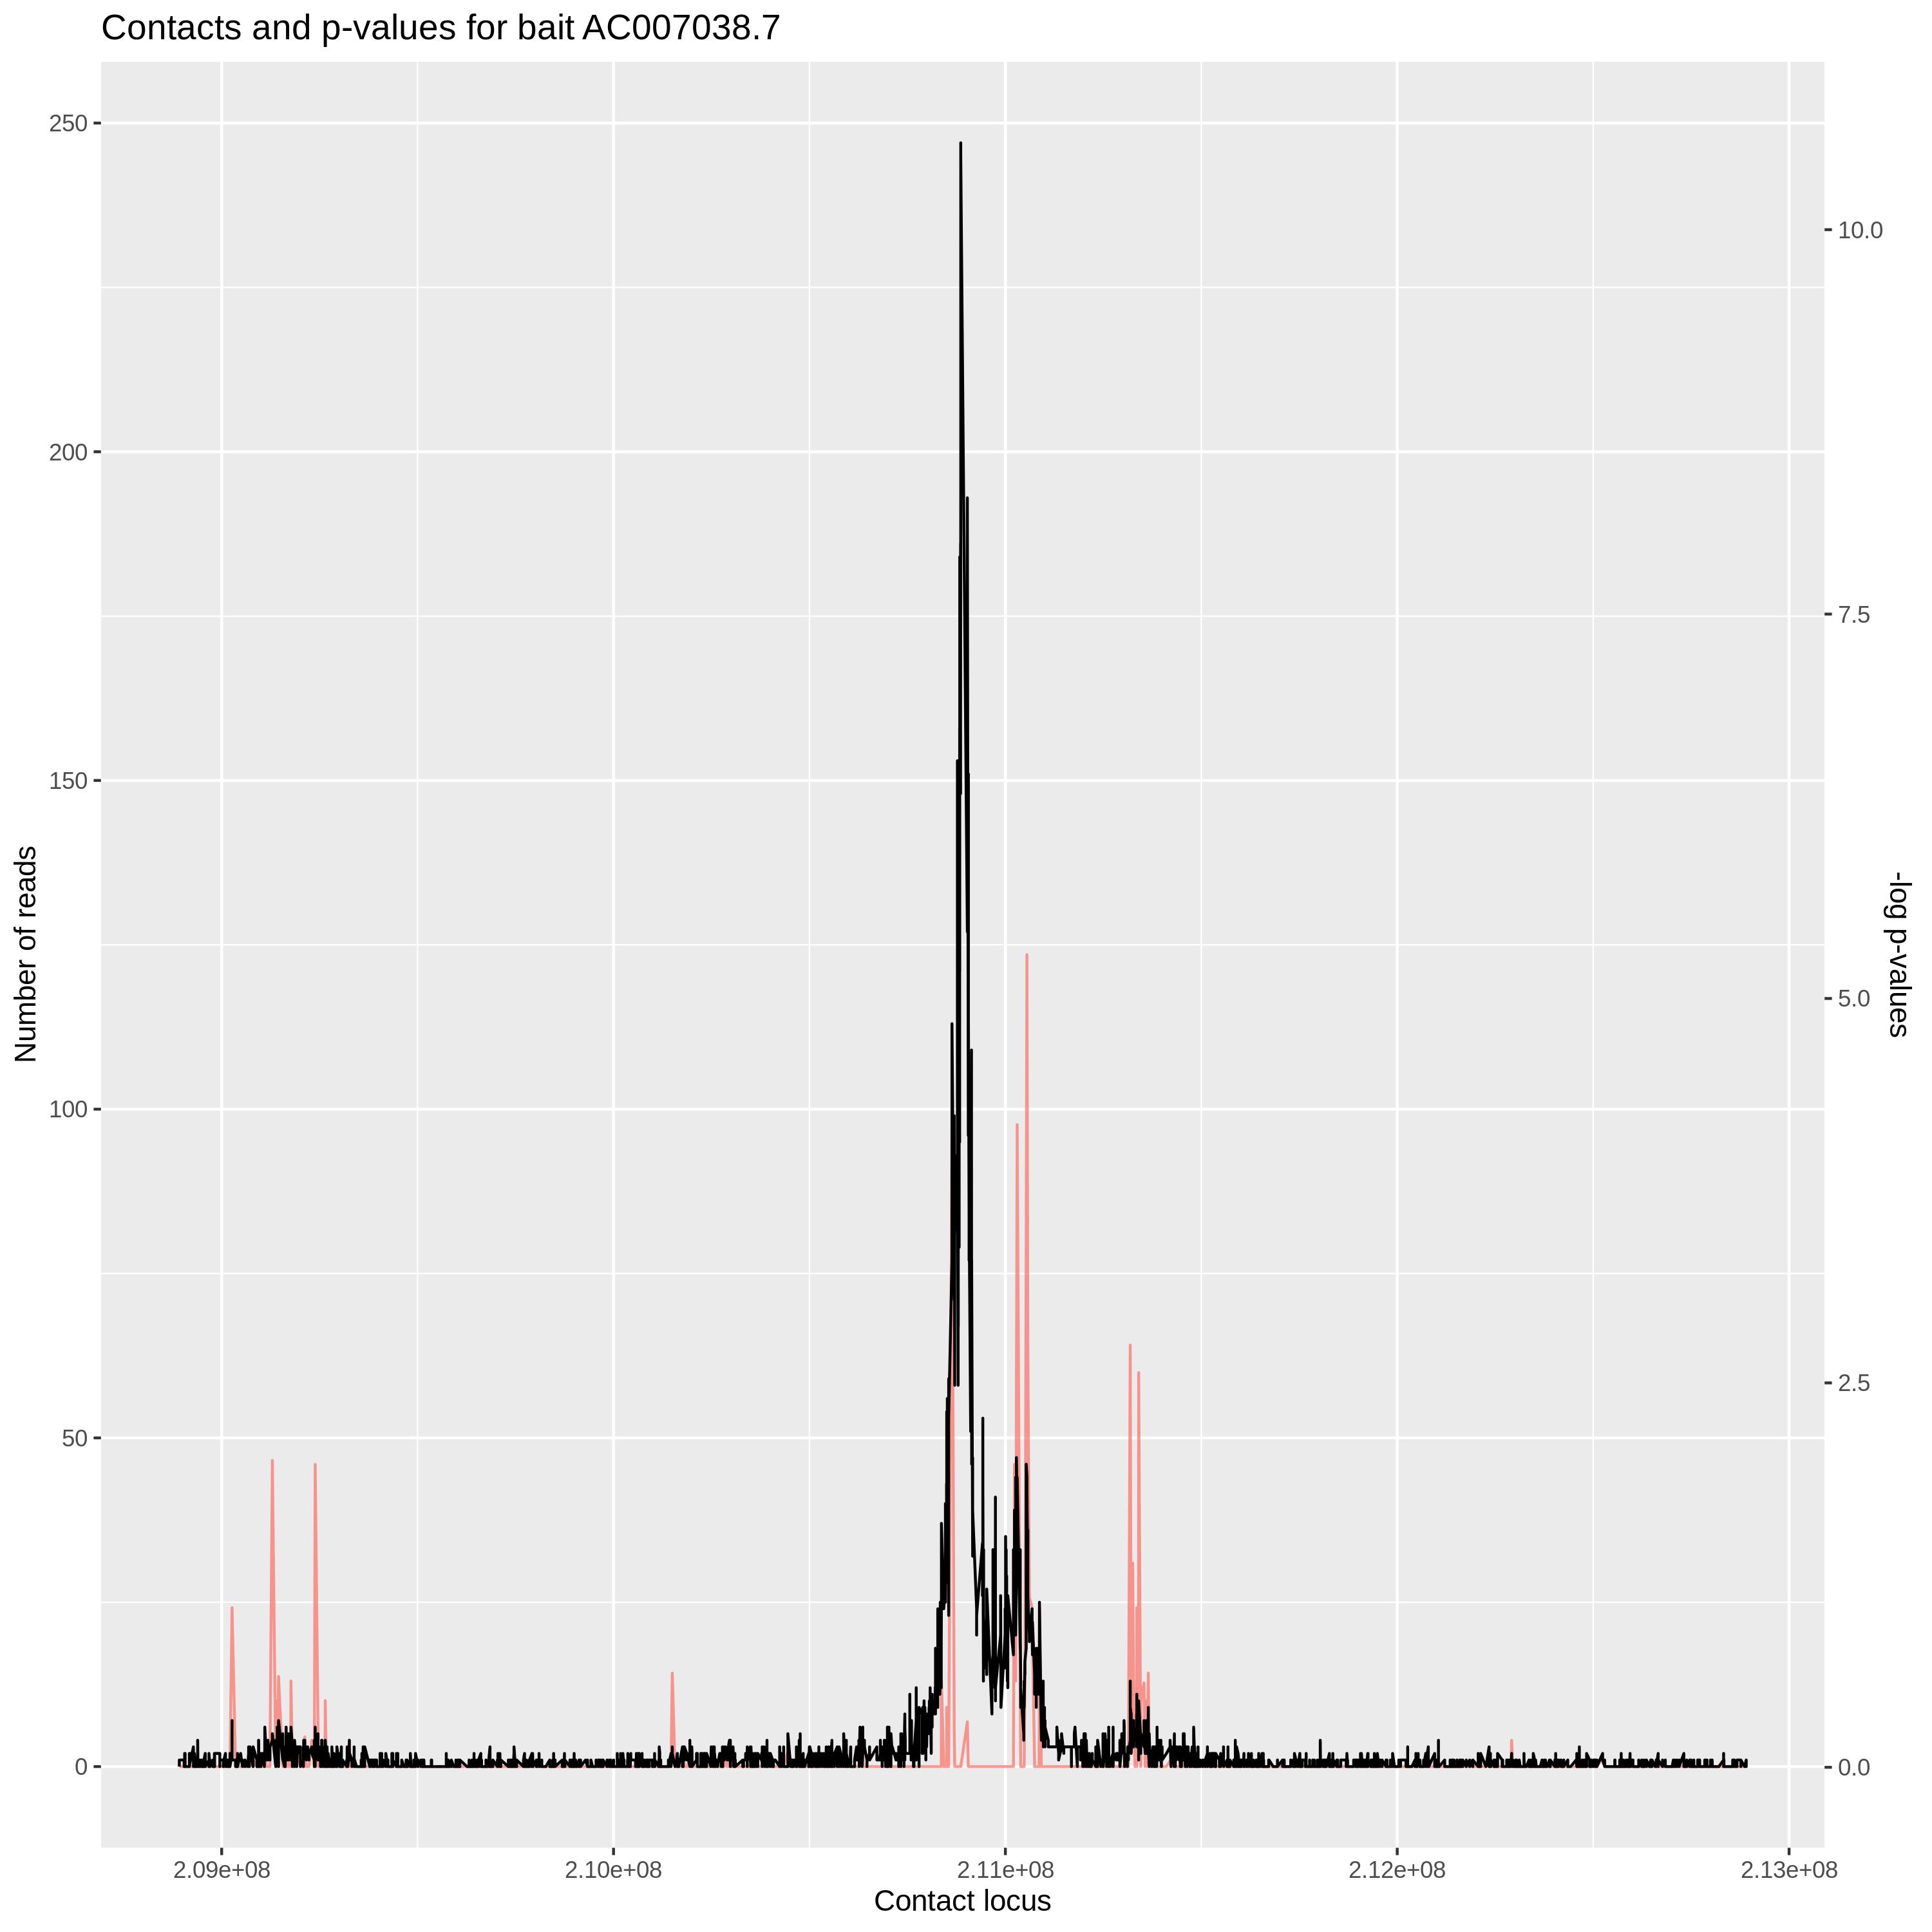 Contacts and p-values for bait AC007038.7
250
200
150
100
50
0
Number of reads
10.0
7.5
5.0
2.5
0.0
-log p-values
2.09e+08
2.10e+08
2.11e+08
2.12e+08
2.13e+08
Contact locus